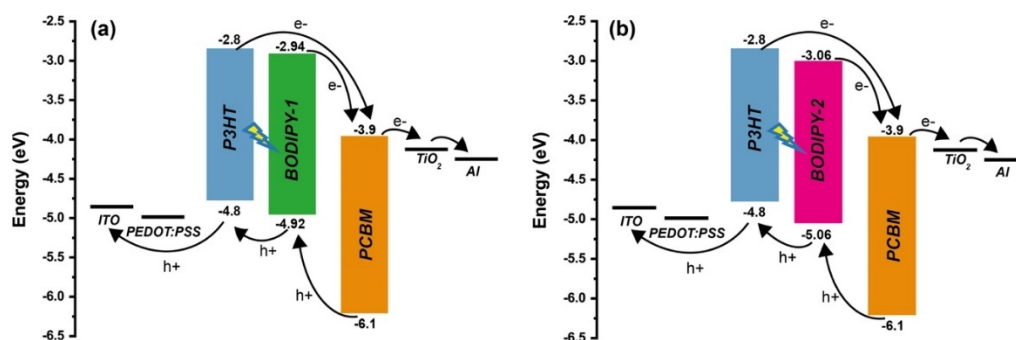 (a)
Energy (eV)
-2.5
-3.0
-3.5
-4.0
-4.5
-5.0
-5.5
-6.0
-6.5
e-
-2.8
-2.94
e-
P3HT
BODIPY-1
-3.9
e-
TiO2
Al
-4.8
-4.92
ITO
PEDOT:PSS
h+
h+
PCBM
h+
-6.1
(b)
Energy (eV)
-2.5
-3.0
-3.5
-4.0
-4.5
-5.0
-5.5
-6.0
-6.5
e-
-2.8
-3.06
e-
P3HT
BODIPY-2
-3.9
e-
TiO2
Al
-4.8
-5.06
ITO
PEDOT:PSS
h+
h+
PCBM
h+
-6.1